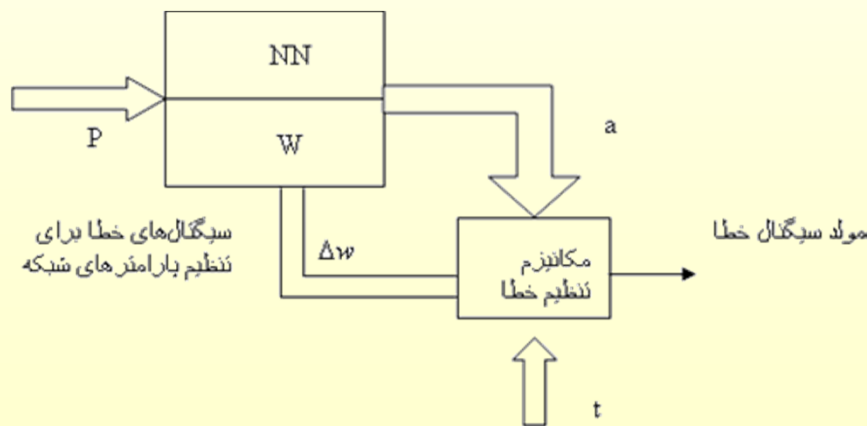 NN
P
W
a
سیگنال‌های خطا برای
تنظیم پارامترهای شبکه
Δw
مکانیزم
تنظیم خطا
مولد سیگنال خطا
t